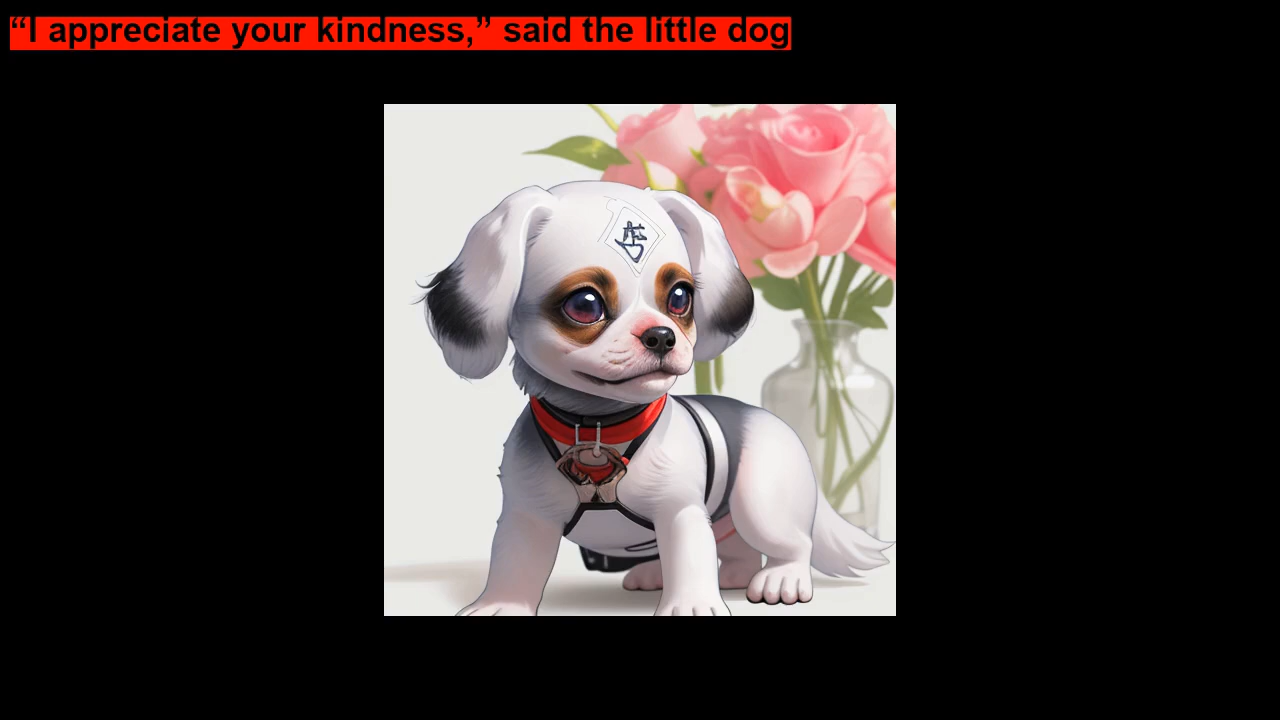 “I appreciate your kindness,” said the little dog